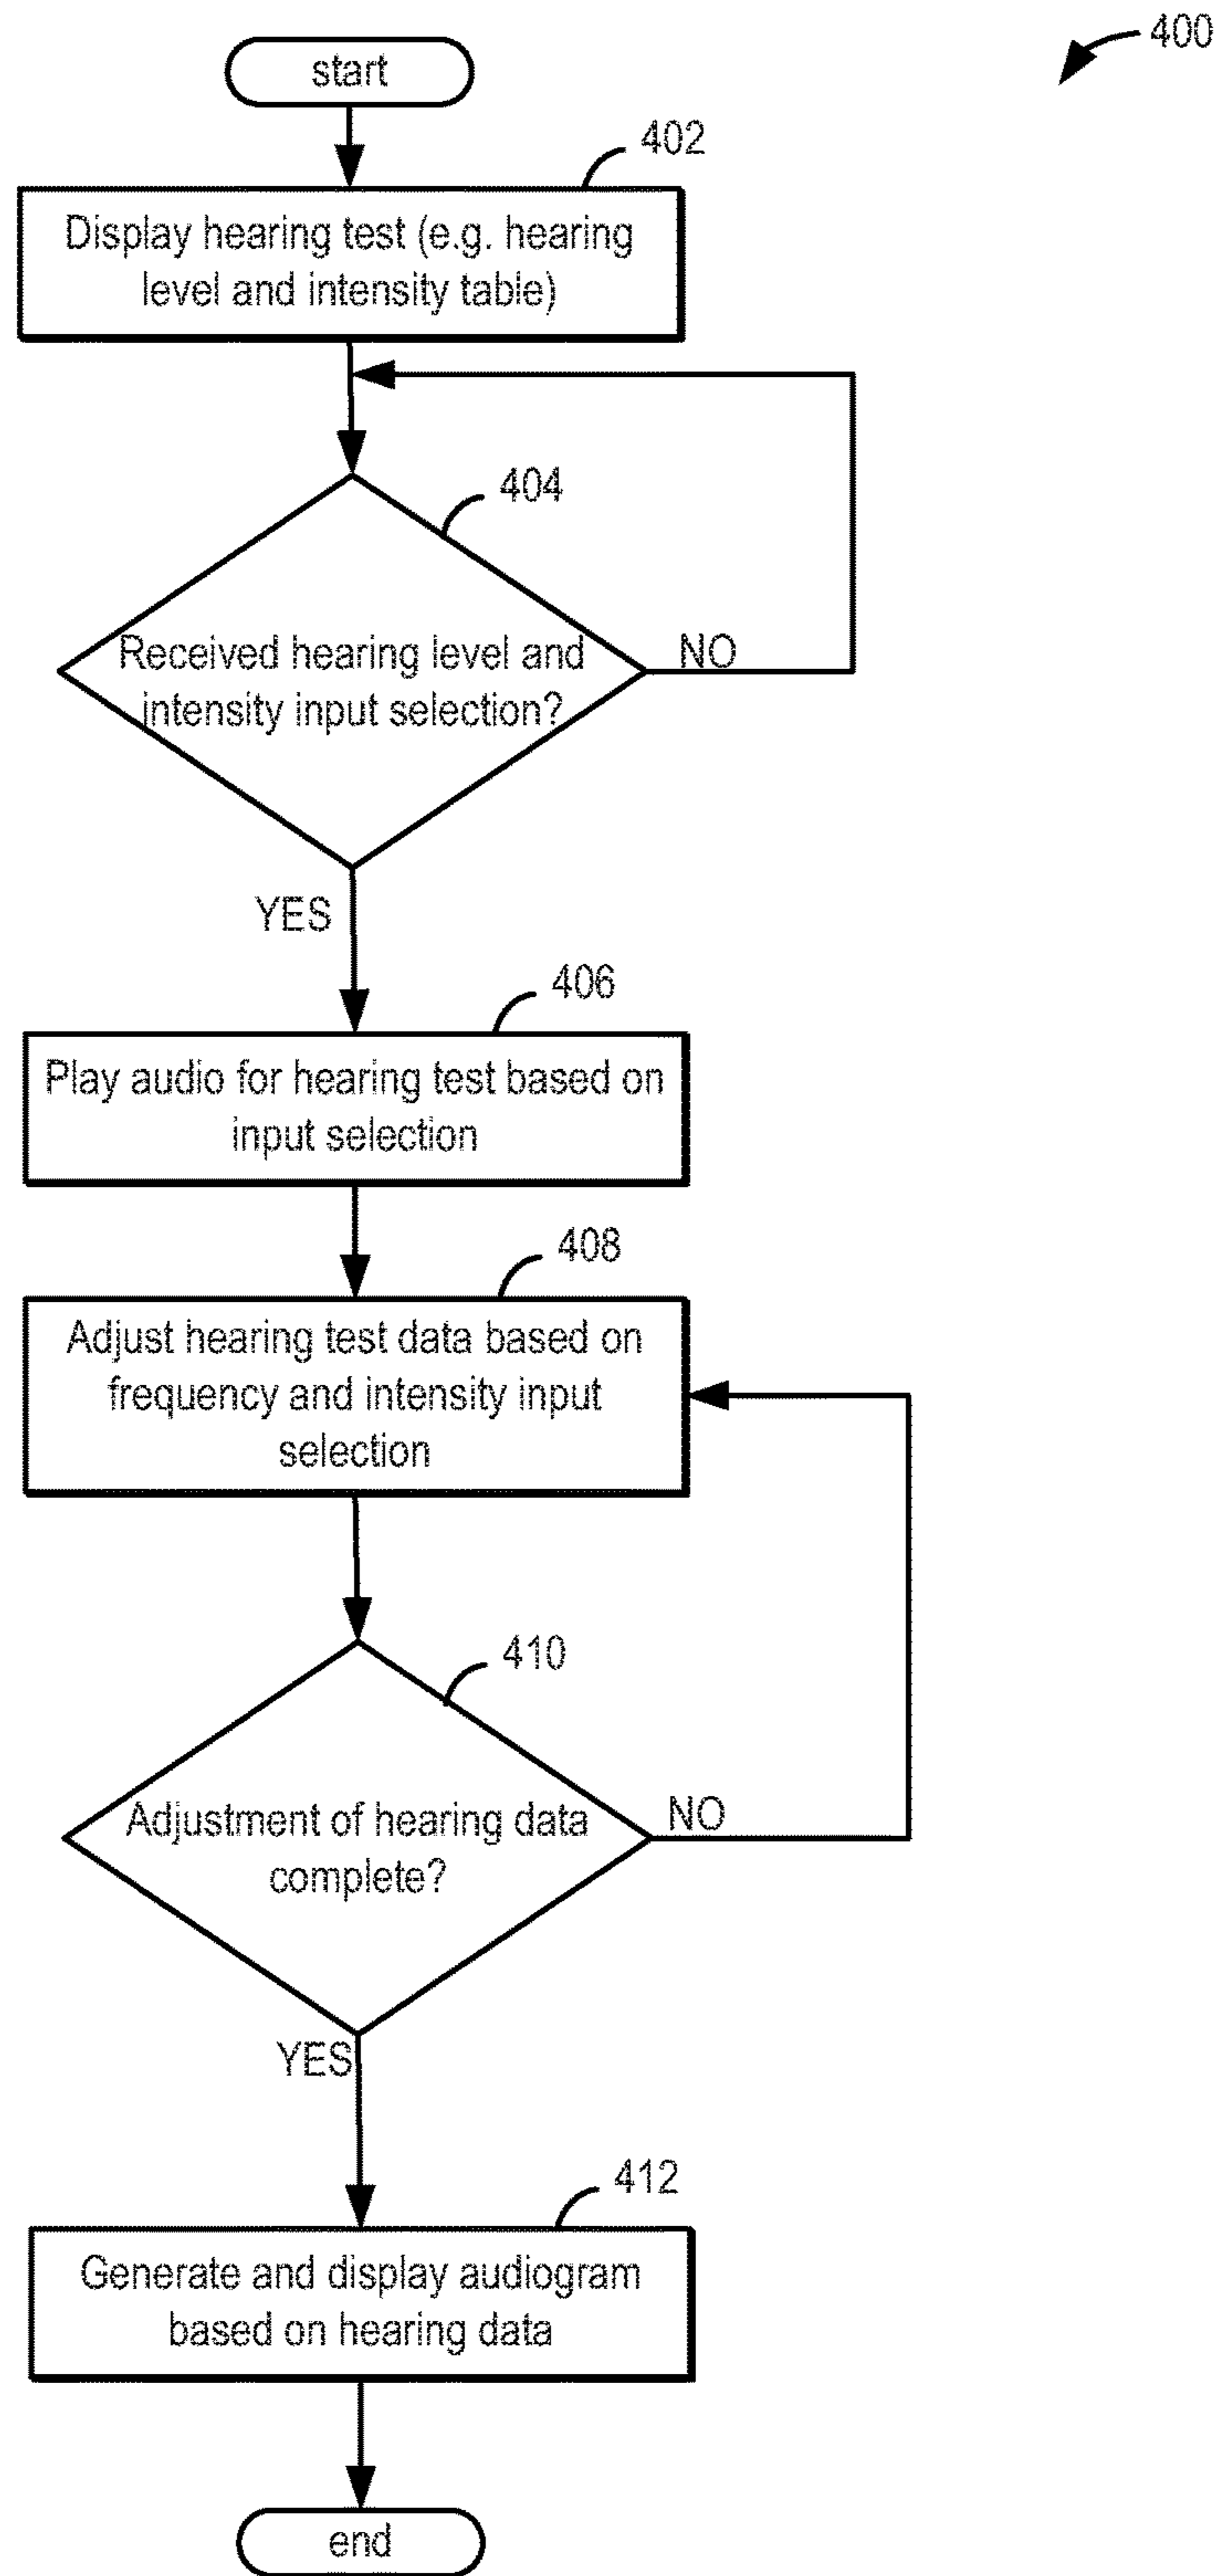 400
start
402
Display hearing test (e.g. hearing
level and intensity table)
404
Received hearing level and
intensity input selection?
NO
YES
406
Play audio for hearing test based on
input selection
408
Adjust hearing test data based on
frequency and intensity input
selection
410
Adjustment of hearing data
complete?
NO
YES
412
Generate and display audiogram
based on hearing data
end